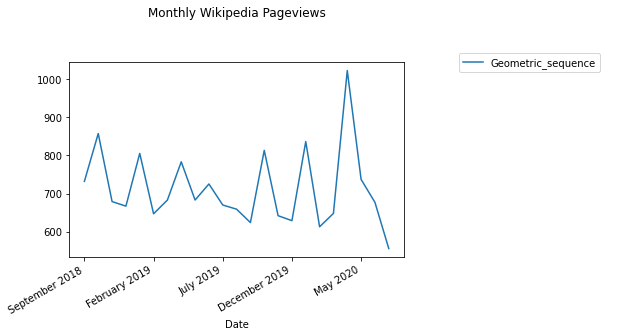 Monthly Wikipedia Pageviews
Geometric_sequence
1000
900
800
700
600
September 2018
February 2019
July 2019
December 2019
May 2020
Date